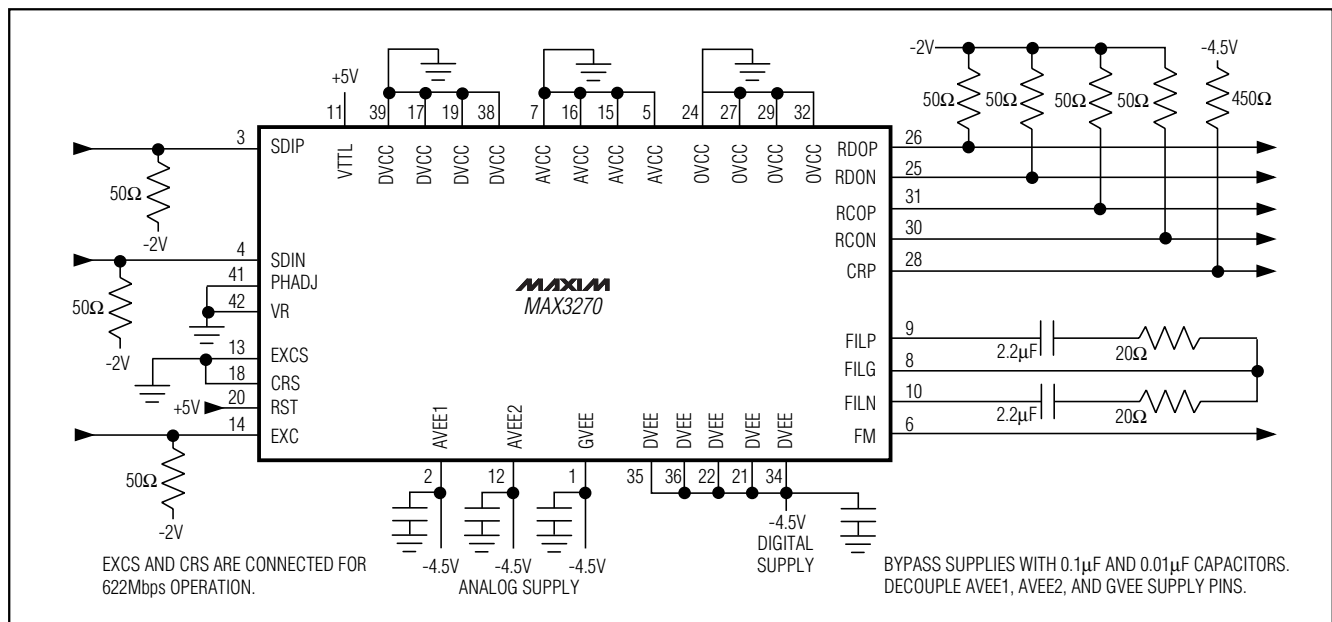 -2V
-4.5V
+5V
50Ω
50Ω
50Ω
50Ω
450Ω
11
39
17
19
38
7
16
15
5
24
27
29
32
VTTL
DVCC
DVCC
DVCC
DVCC
AVCC
AVCC
AVCC
AVCC
OVCC
OVCC
OVCC
OVCC
3
SDIP
50Ω
-2V
4
SDIN
50Ω
-2V
41
PHADJ
42
VR
13
EXCS
18
CRS
+5V
20
RST
14
EXC
50Ω
-2V
MAXIM
MAX3270
RDOP
26
RDON
25
RCOP
31
RCON
30
CRP
28
FILP
9
2.2μF
20Ω
FILG
8
FILN
10
2.2μF
20Ω
FM
6
AVEE1
AVEE2
GVEE
DVEE
DVEE
DVEE
DVEE
DVEE
2
12
1
35
36
22
21
34
-4.5V
-4.5V
-4.5V
ANALOG SUPPLY
-4.5V
DIGITAL
SUPPLY
EXCS AND CRS ARE CONNECTED FOR
622Mbps OPERATION.
BYPASS SUPPLIES WITH 0.1μF AND 0.01μF CAPACITORS.
DECOUPLE AVEE1, AVEE2, AND GVEE SUPPLY PINS.